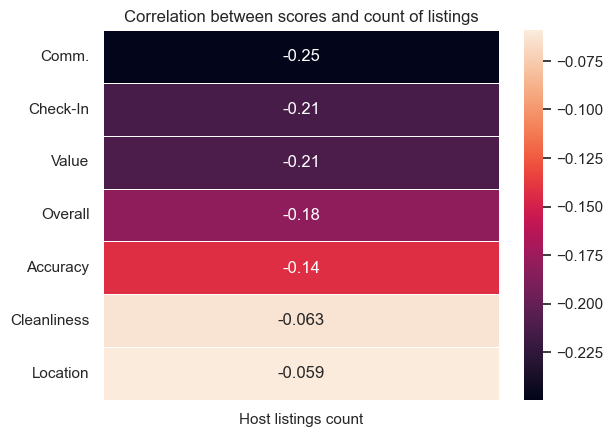 Correlation between scores and count of listings
Comm.
-0.25
Check-In
-0.21
Value
-0.21
Overall
-0.18
Accuracy
-0.14
Cleanliness
-0.063
Location
-0.059
Host listings count
−0.075
−0.100
−0.125
−0.150
−0.175
−0.200
−0.225